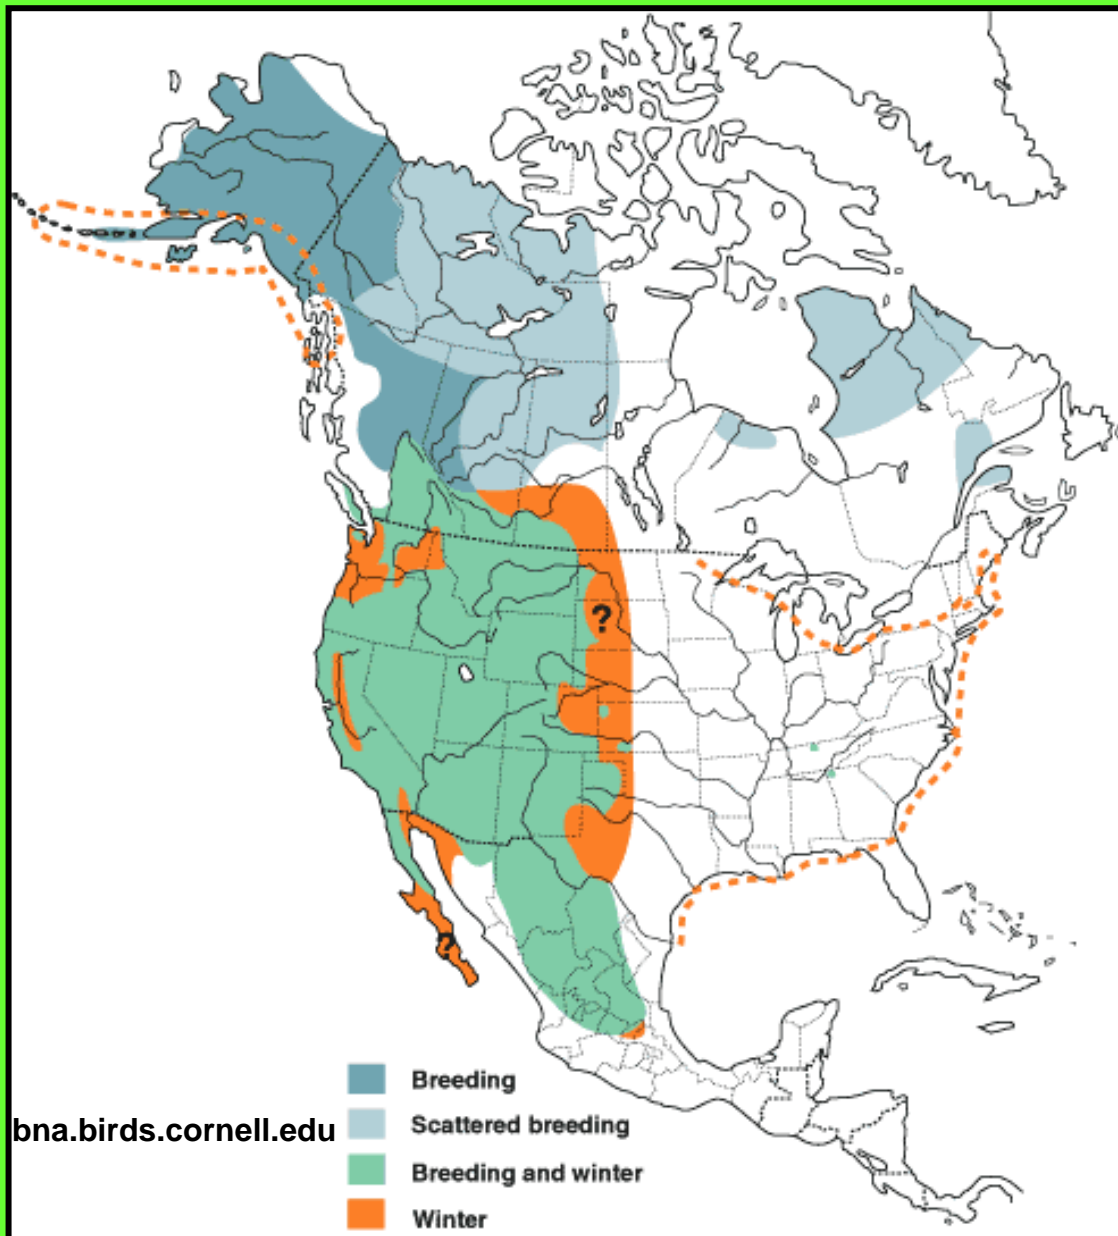 ?
?
Breeding
bna.birds.cornell.edu
Scattered breeding
Breeding and winter
Winter